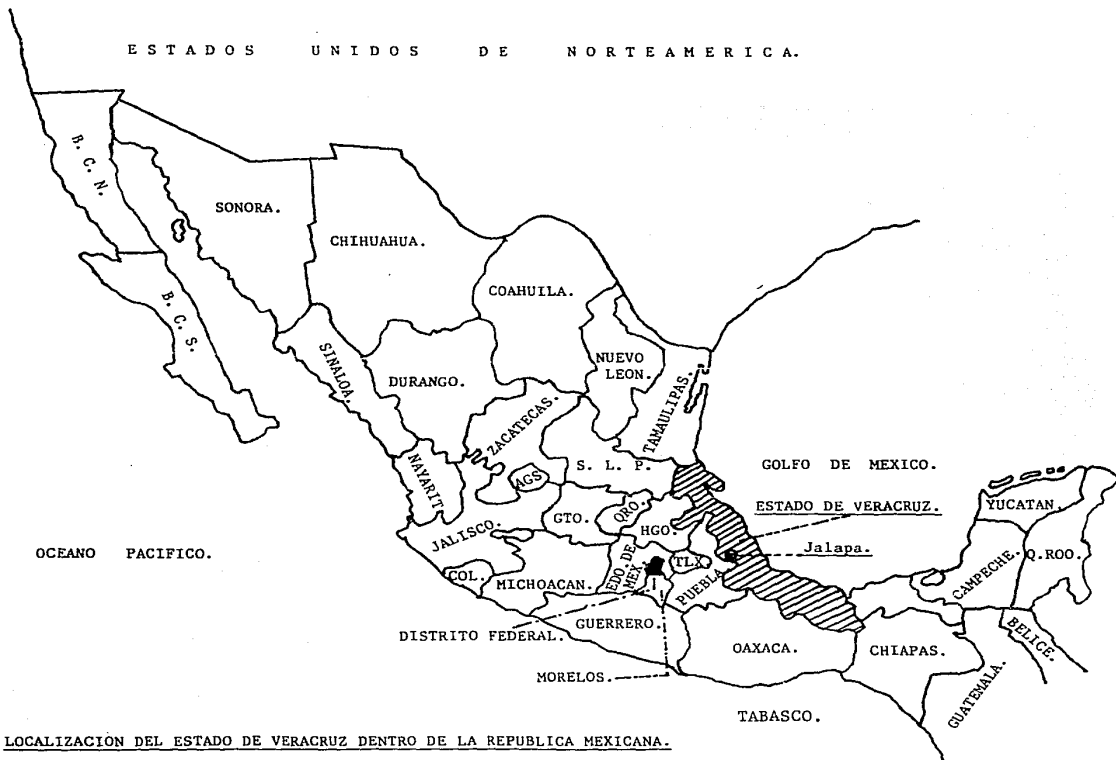 ESTADOS UNIDOS DE NORTEAMERICA.
B. C. N.
SONORA.
CHIHUAHUA.
COAHUILA.
B. C. S.
SINALOA.
DURANGO.
NUEVO
LEON.
TAMAULIPAS.
ZACATECAS.
NAYARIT
AGS
S. L. P.
GOLFO DE MEXICO.
ESTADO DE VERACRUZ.
Jalapa.
YUCATAN.
Q.ROO.
CAMPECHE.
JALISCO.
GTO.
QRO.
HGO.
OCEANO PACIFICO.
COL.
MICHOACAN.
EDO. DE
MEX.
TLX
PUEBLA
DISTRITO FEDERAL.
GUERRERO.
MORELOS.
OAXACA.
CHIAPAS.
BELICE.
GUATEMALA.
TABASCO.
LOCALIZACION DEL ESTADO DE VERACRUZ DENTRO DE LA REPUBLICA MEXICANA.